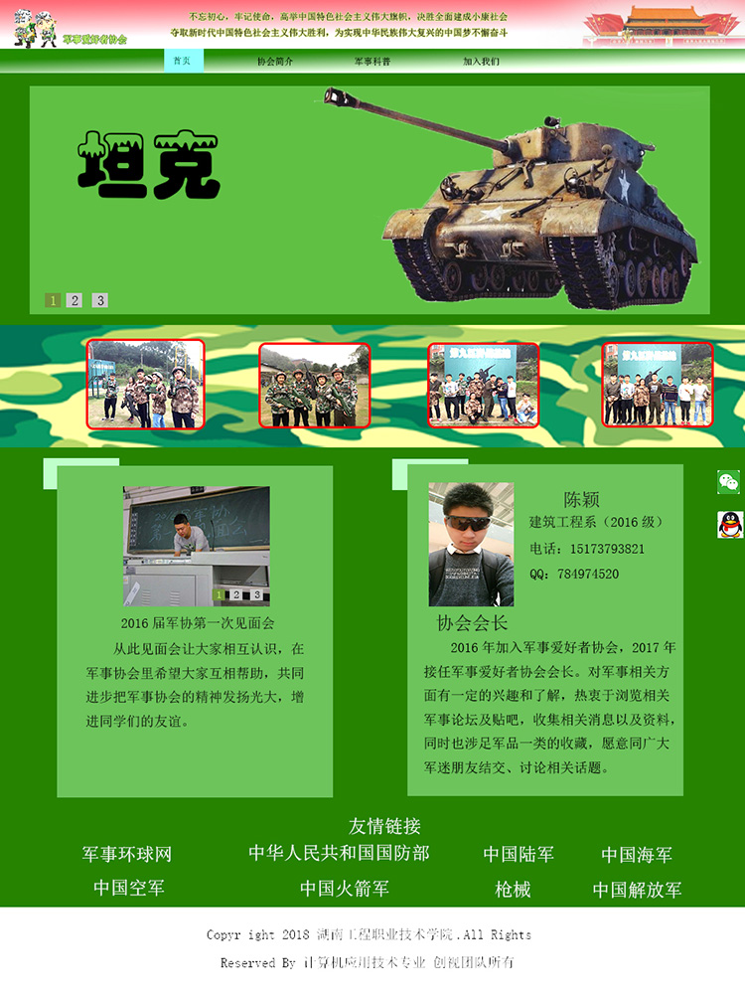 不忘初心，牢记使命，高举中国特色社会主义伟大旗帜，决胜全面建成小康社会
夺取新时代中国特色社会主义伟大胜利，为实现中华民族伟大复兴的中国梦不懈奋斗
军事爱好者协会
首页 协会简介 军事科普 加入我们
坦克
1 2 3
1 2 3
2016 届军协第一次见面会
从此见面会让大家相互认识，在
军事协会里希望大家互相帮助，共同
进步把军事协会的精神发扬光大，增
进同学们的友谊。
陈颖
建筑工程系（2016 级）
电话：15173793821
QQ：784974520
协会会长
2016 年加入军事爱好者协会，2017 年
接任军事爱好者协会会长。对军事相关方
面有一定的兴趣和了解，热衷于浏览相关
军事论坛及贴吧，收集相关消息以及资料，
同时也涉足军品一类的收藏，愿意同广大
军迷朋友结交、讨论相关话题。
友情链接
军事环球网 中华人民共和国国防部 中国陆军 中国海军
中国空军 中国火箭军 枪械 中国解放军
Copyr ight 2018 湖南工程职业技术学院.All Rights
Reserved By 计算机应用技术专业 创视团队所有